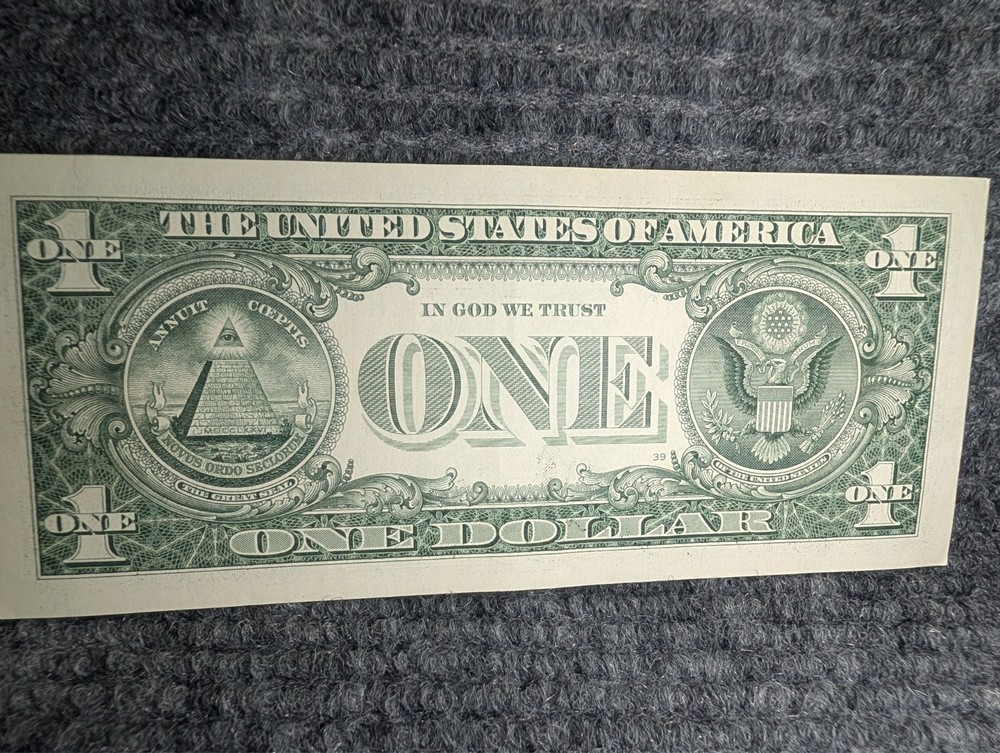 THE UNITED STATES OF AMERICA
ONE
1
ONE
1
IN GOD WE TRUST
ANNUIT CŒPTIS
ONE
MDCCLXXVI
NOVUS ORDO SECLORUM
THE GREAT SEAL
39
OF THE UNITED STATES
ONE
1
ONE
1
ONE DOLLAR